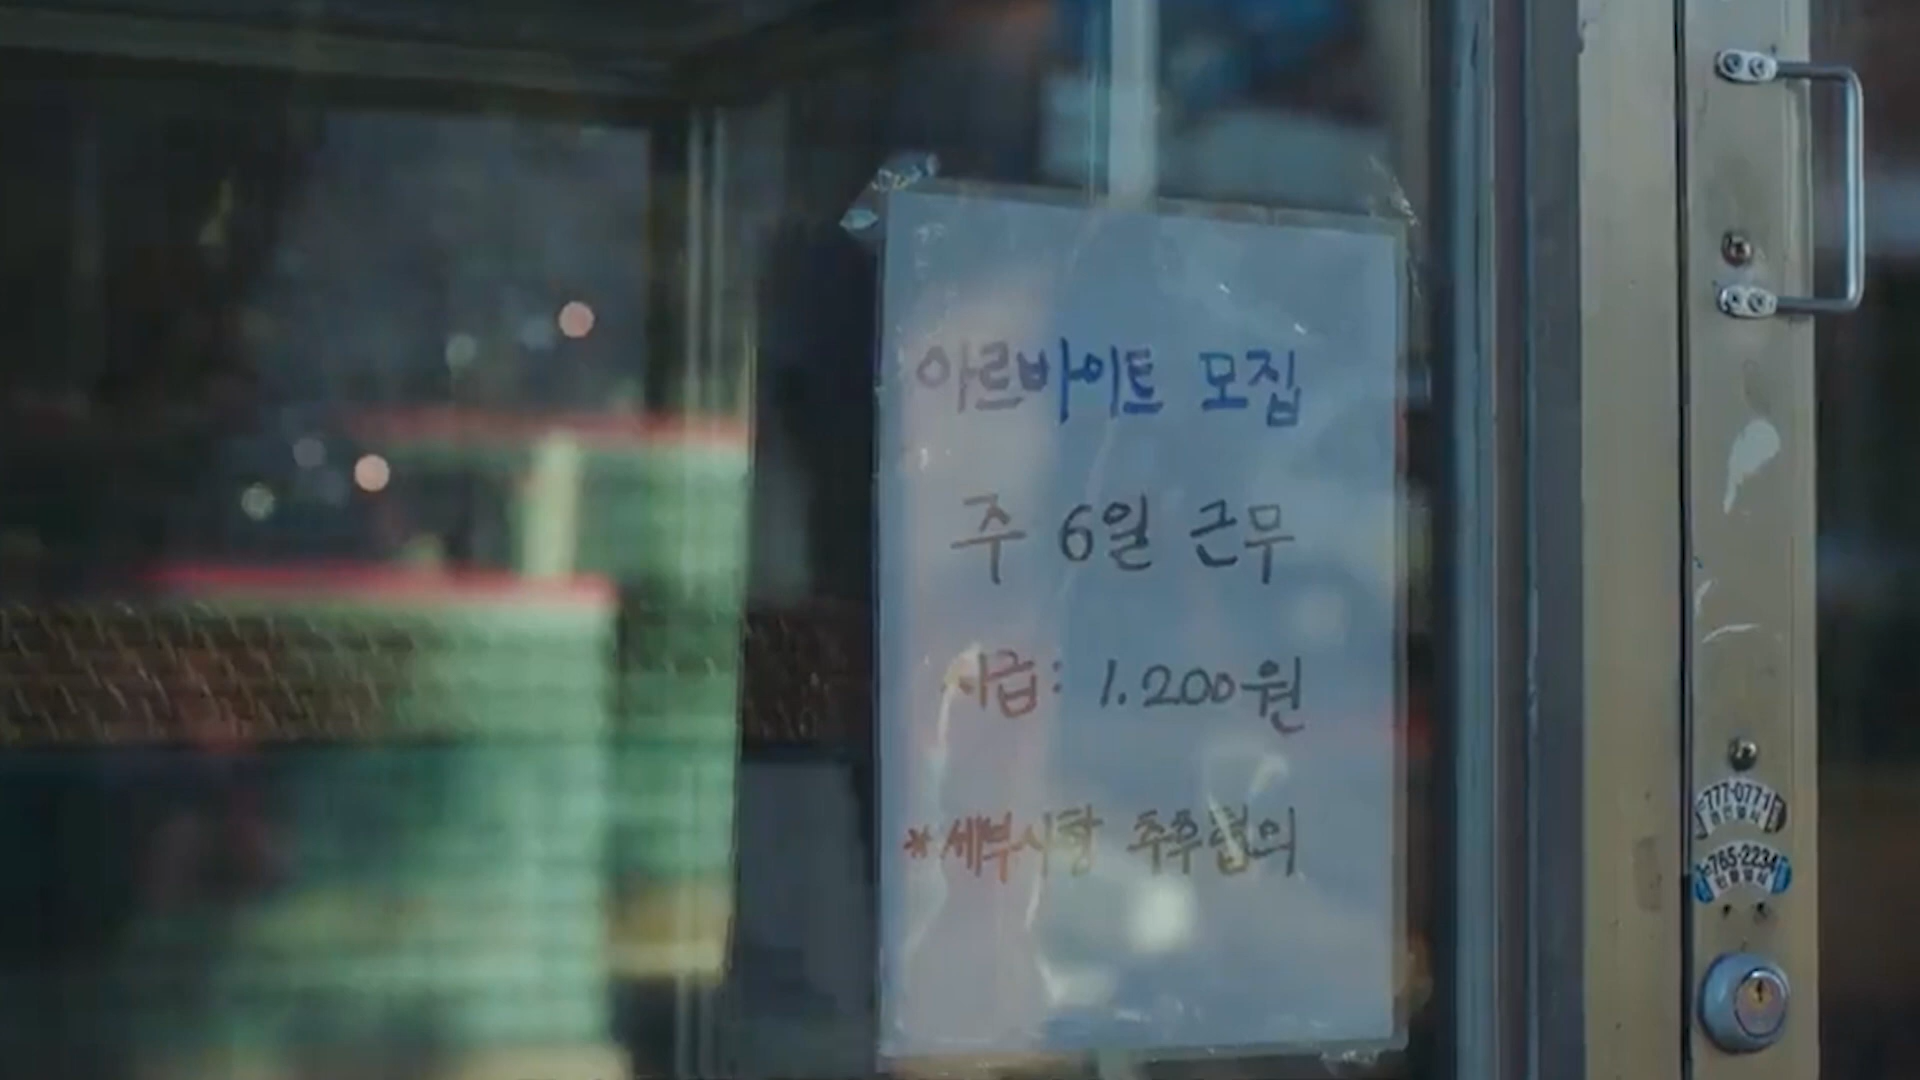 아르바이트 모집
주 6일 근무
시급: 1.200원
* 세부사항 추후협의
777-0771
765-2234